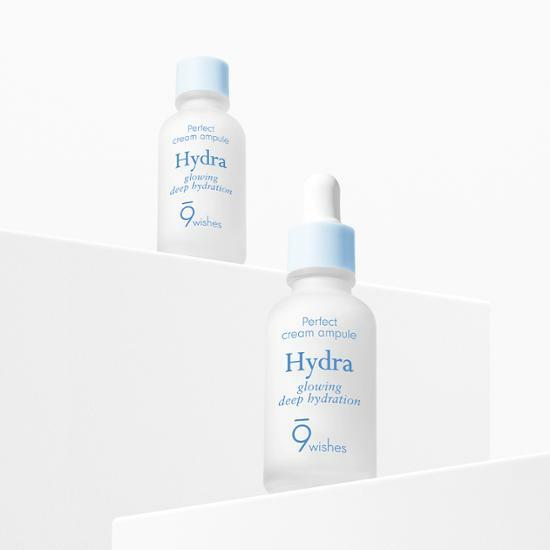 Perfect
cream ampule
Hydra
glowing
deep hydration
9wishes
Perfect
cream ampule
Hydra
glowing
deep hydration
9wishes